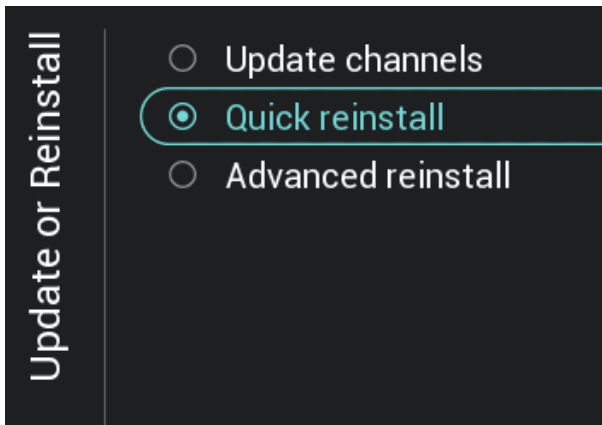 Update or Reinstall
Update channels
Quick reinstall
Advanced reinstall